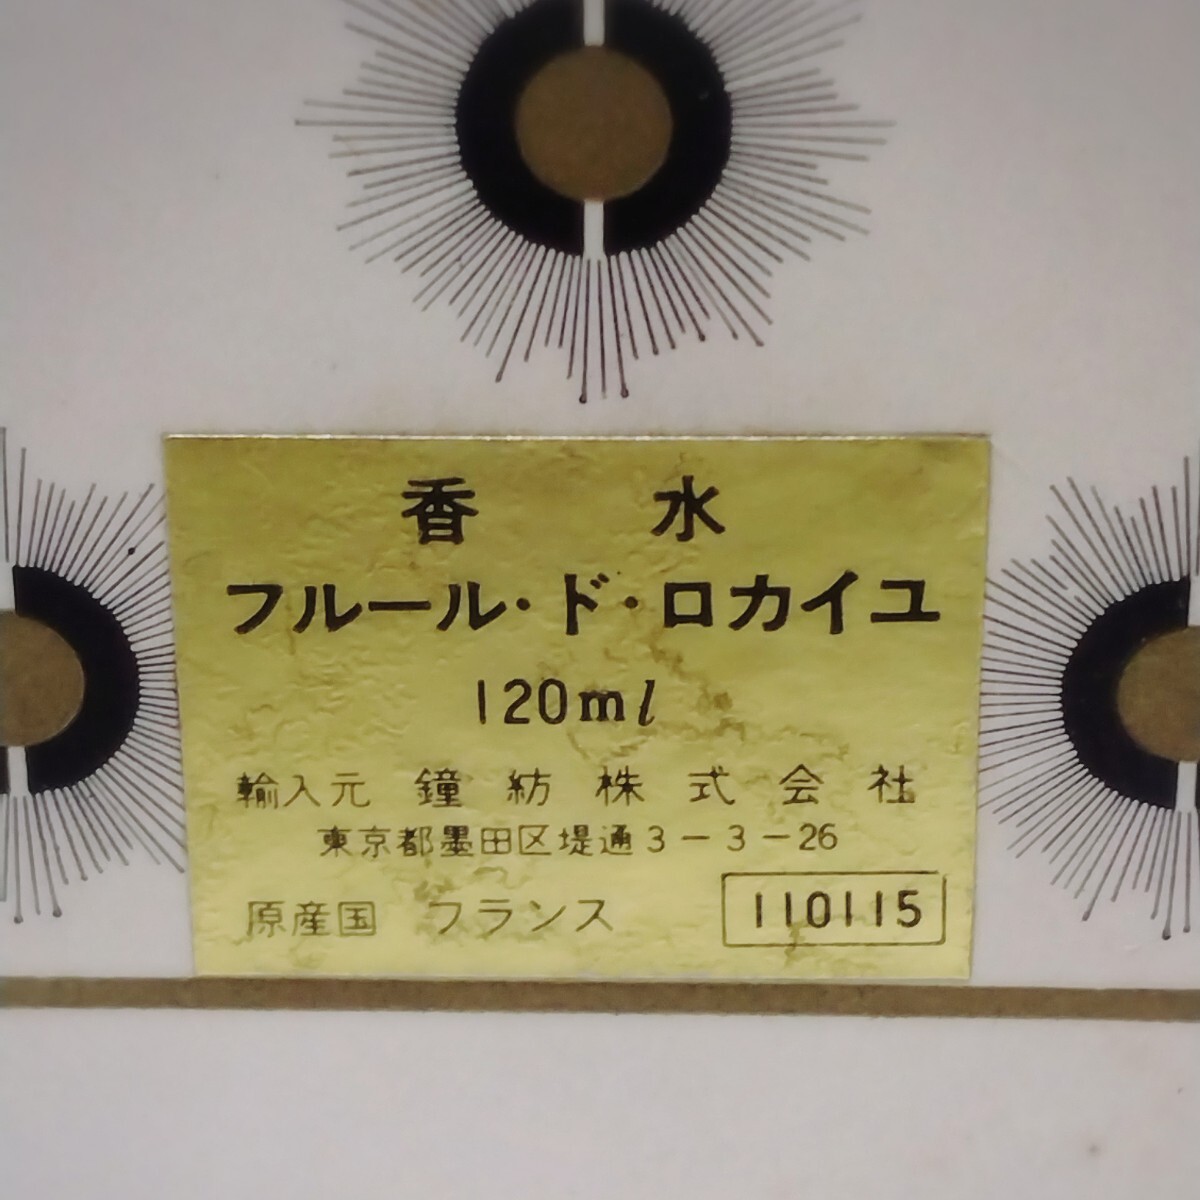 香水
フルール・ド・ロカイユ
120ml
輸入元 鐘紡株式会社
東京都墨田区堤通3-3-26
原産国 フランス 110115